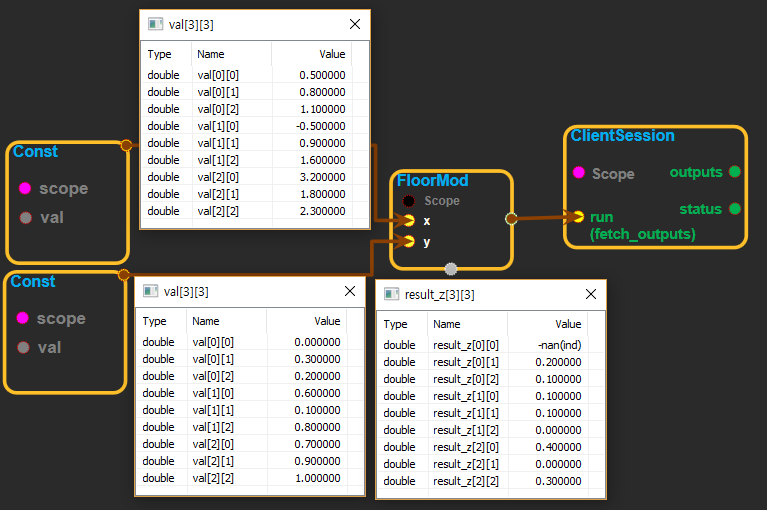 val[3][3]
Type Name Value
double val[0][0] 0.500000
double val[0][1] 0.800000
double val[0][2] 1.100000
double val[1][0] -0.500000
double val[1][1] 0.900000
double val[1][2] 1.600000
double val[2][0] 3.200000
double val[2][1] 1.800000
double val[2][2] 2.300000
Const
scope
val
FloorMod
Scope
x
y
ClientSession
Scope
outputs
status
run
(fetch_outputs)
Const
scope
val
val[3][3]
Type Name Value
double val[0][0] 0.000000
double val[0][1] 0.300000
double val[0][2] 0.200000
double val[1][0] 0.600000
double val[1][1] 0.100000
double val[1][2] 0.800000
double val[2][0] 0.700000
double val[2][1] 0.900000
double val[2][2] 1.000000
result_z[3][3]
Type Name Value
double result_z[0][0] -nan(ind)
double result_z[0][1] 0.200000
double result_z[0][2] 0.100000
double result_z[1][0] 0.100000
double result_z[1][1] 0.100000
double result_z[1][2] 0.000000
double result_z[2][0] 0.400000
double result_z[2][1] 0.000000
double result_z[2][2] 0.300000